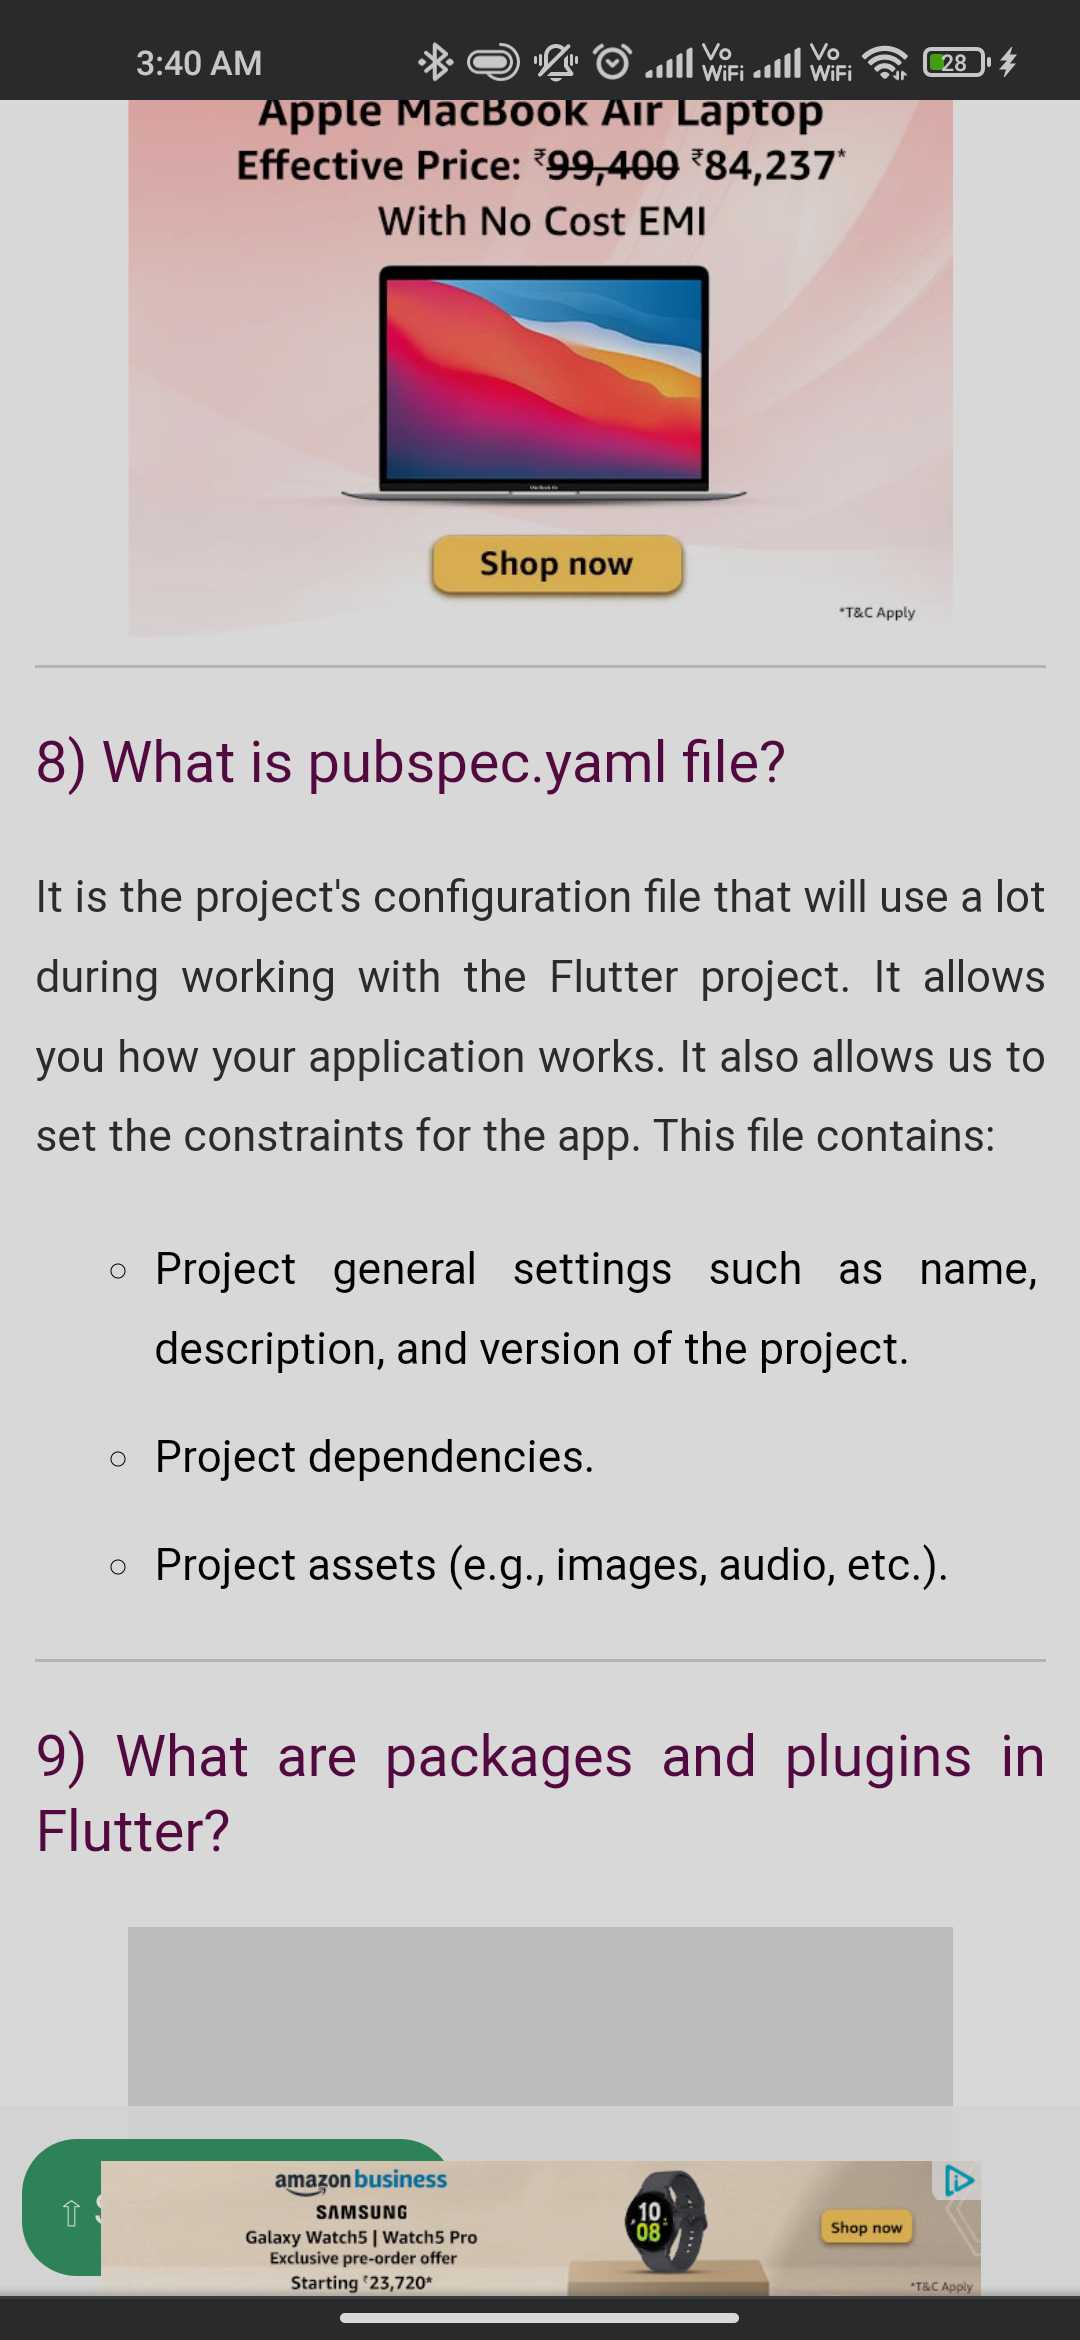 3:40 AM
Vo
WiFi
Vo
WiFi
28
Apple MacBook Air Laptop
Effective Price: ₹99,400 ₹84,237*
With No Cost EMI
Shop now
*T&C Apply
8) What is pubspec.yaml file?
It is the project's configuration file that will use a lot
during working with the Flutter project. It allows
you how your application works. It also allows us to
set the constraints for the app. This file contains:
Project general settings such as name,
description, and version of the project.
Project dependencies.
Project assets (e.g., images, audio, etc.).
9) What are packages and plugins in
Flutter?
amazon business
SAMSUNG
Galaxy Watch5 | Watch5 Pro
Exclusive pre-order offer
Starting ₹23,720*
10
08
Shop now
*T&C Apply